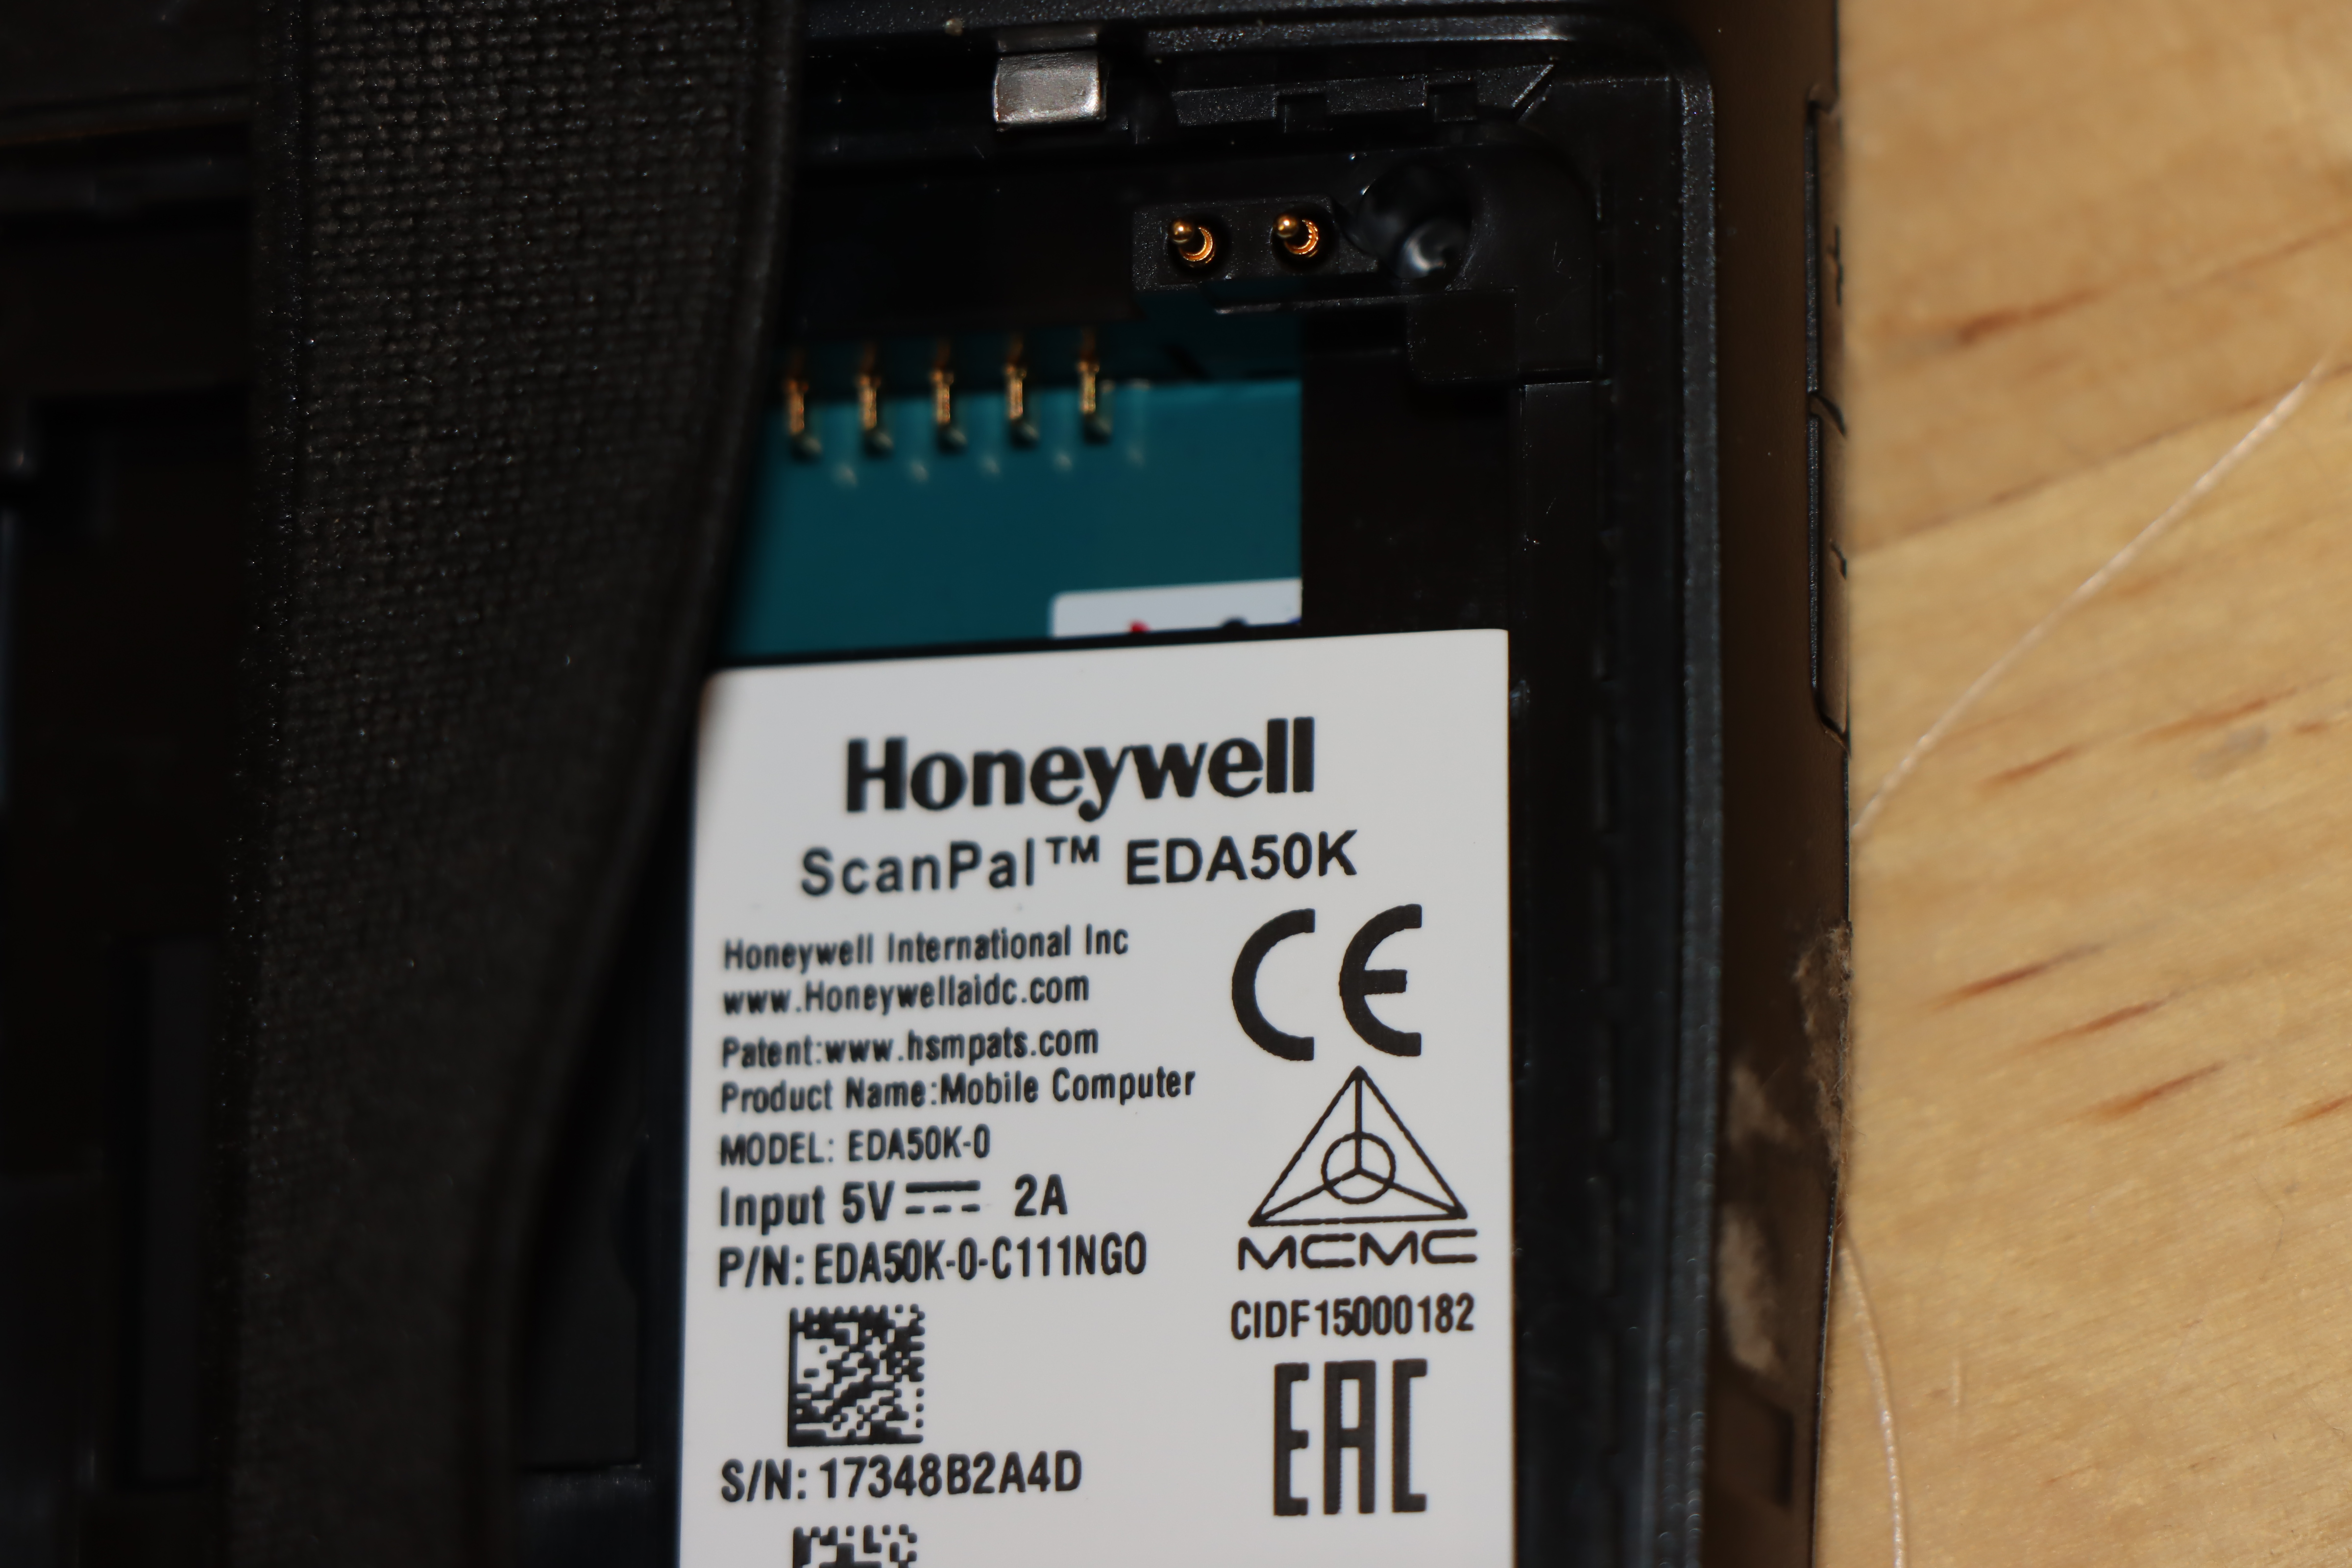 Honeywell
ScanPal™ EDA50K
Honeywell International Inc
www.Honeywellaidc.com
Patent:www.hsmpats.com
Product Name:Mobile Computer
MODEL: EDA50K-0
Input 5V 2A
P/N: EDA50K-0-C111NGO
S/N: 17348B2A4D
CE
MCMC
CIDF15000182
EAC